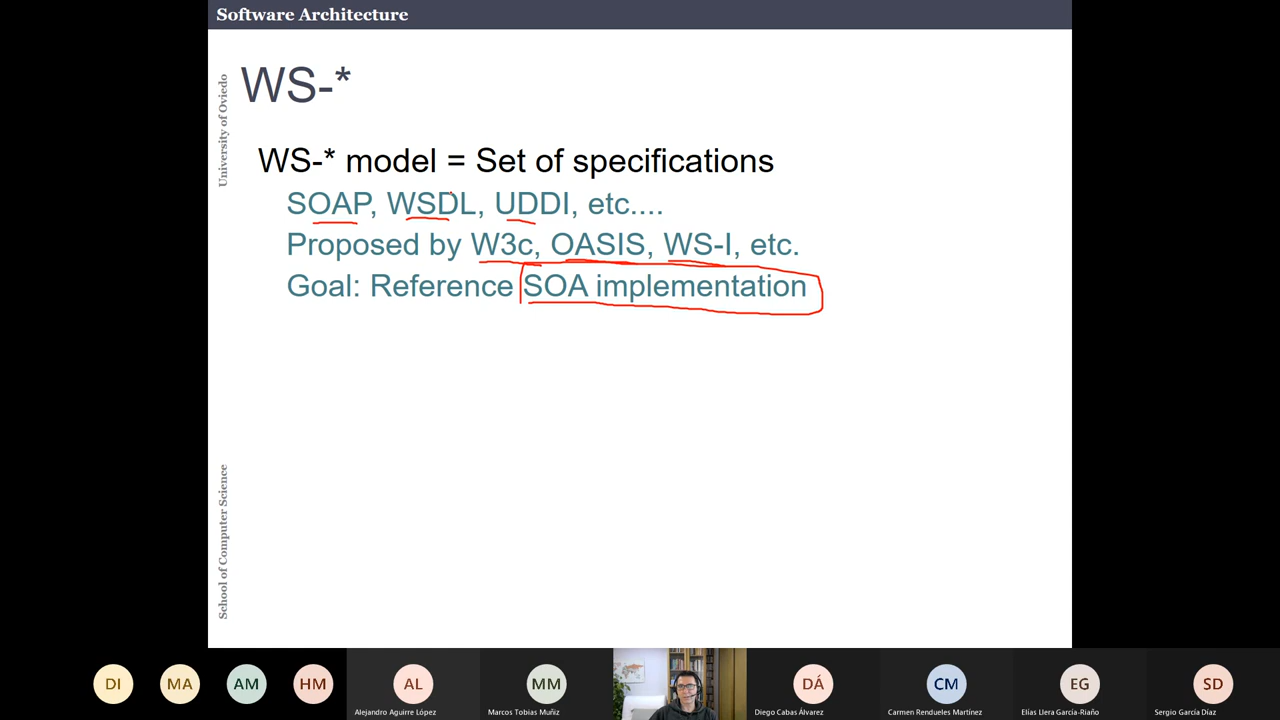 Software Architecture
University of Oviedo
WS-*
WS-* model = Set of specifications
SOAP, WSDL, UDDI, etc....
Proposed by W3c, OASIS, WS-I, etc.
Goal: Reference SOA implementation
School of Computer Science
DI
MA
AM
HM
AL
Alejandro Aguirre López
MM
Marcos Tobias Muñiz
DÁ
Diego Cabas Álvarez
CM
Carmen Rendueles Martínez
EG
Elías Llera García-Riaño
SD
Sergio García Díaz